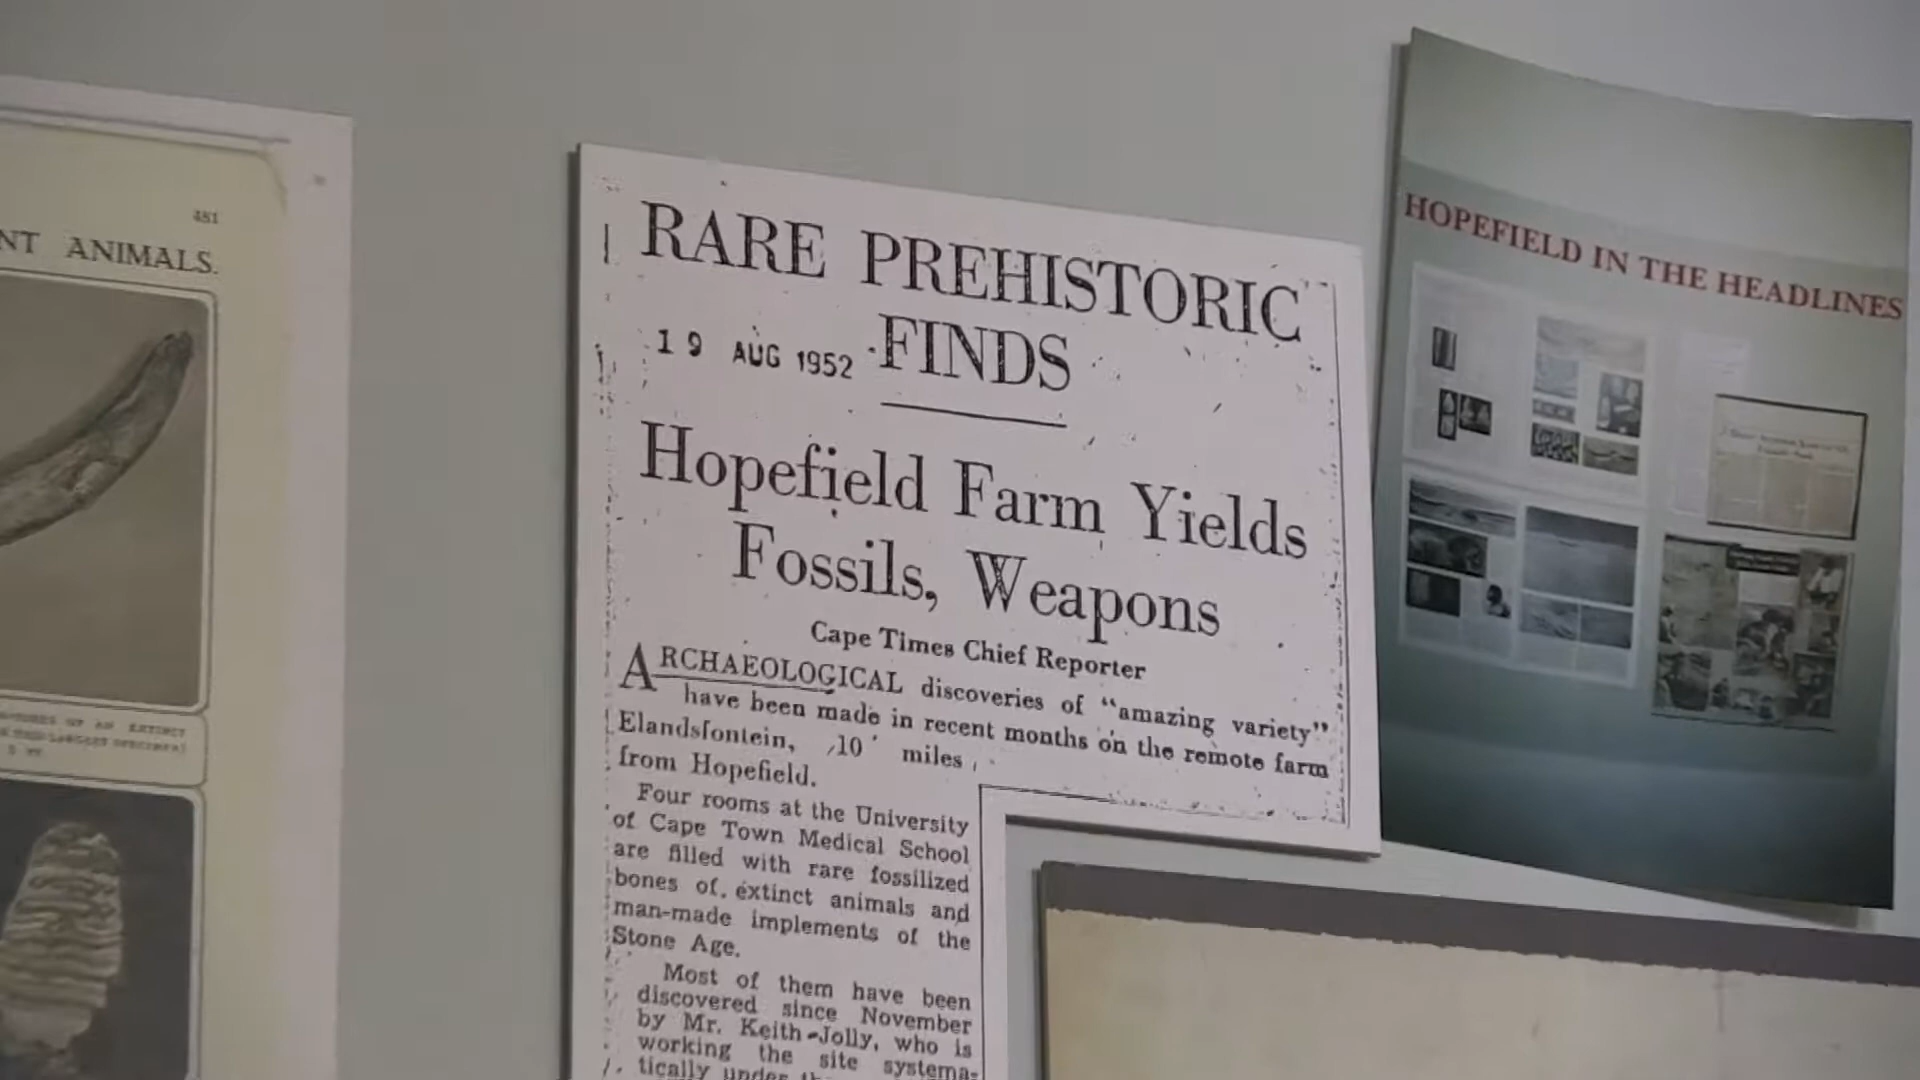 481
NT ANIMALS.
RARE PREHISTORIC
19 AUG 1952 FINDS
Hopefield Farm Yields
Fossils, Weapons
Cape Times Chief Reporter
ARCHAEOLOGICAL discoveries of "amazing variety"
have been made in recent months on the remote farm
Elandsfontein, 10 miles
from Hopefield.
Four rooms at the University
of Cape Town Medical School
are filled with rare fossilized
bones of extinct animals and
man-made implements of the
Stone Age.
Most of them have been
discovered since November
by Mr. Keith-Jolly, who is
working the site systema-
tically under
HOPEFIELD IN THE HEADLINES